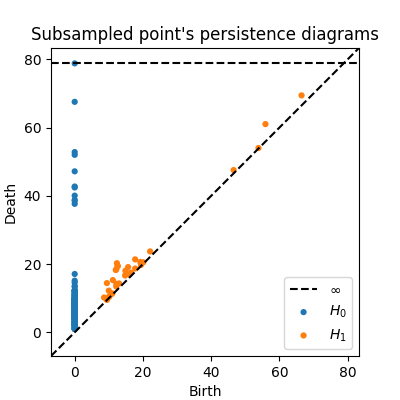 Subsampled point's persistence diagrams
80
60
40
20
0
Death
∞
H₀
H₁
0 20 40 60 80
Birth